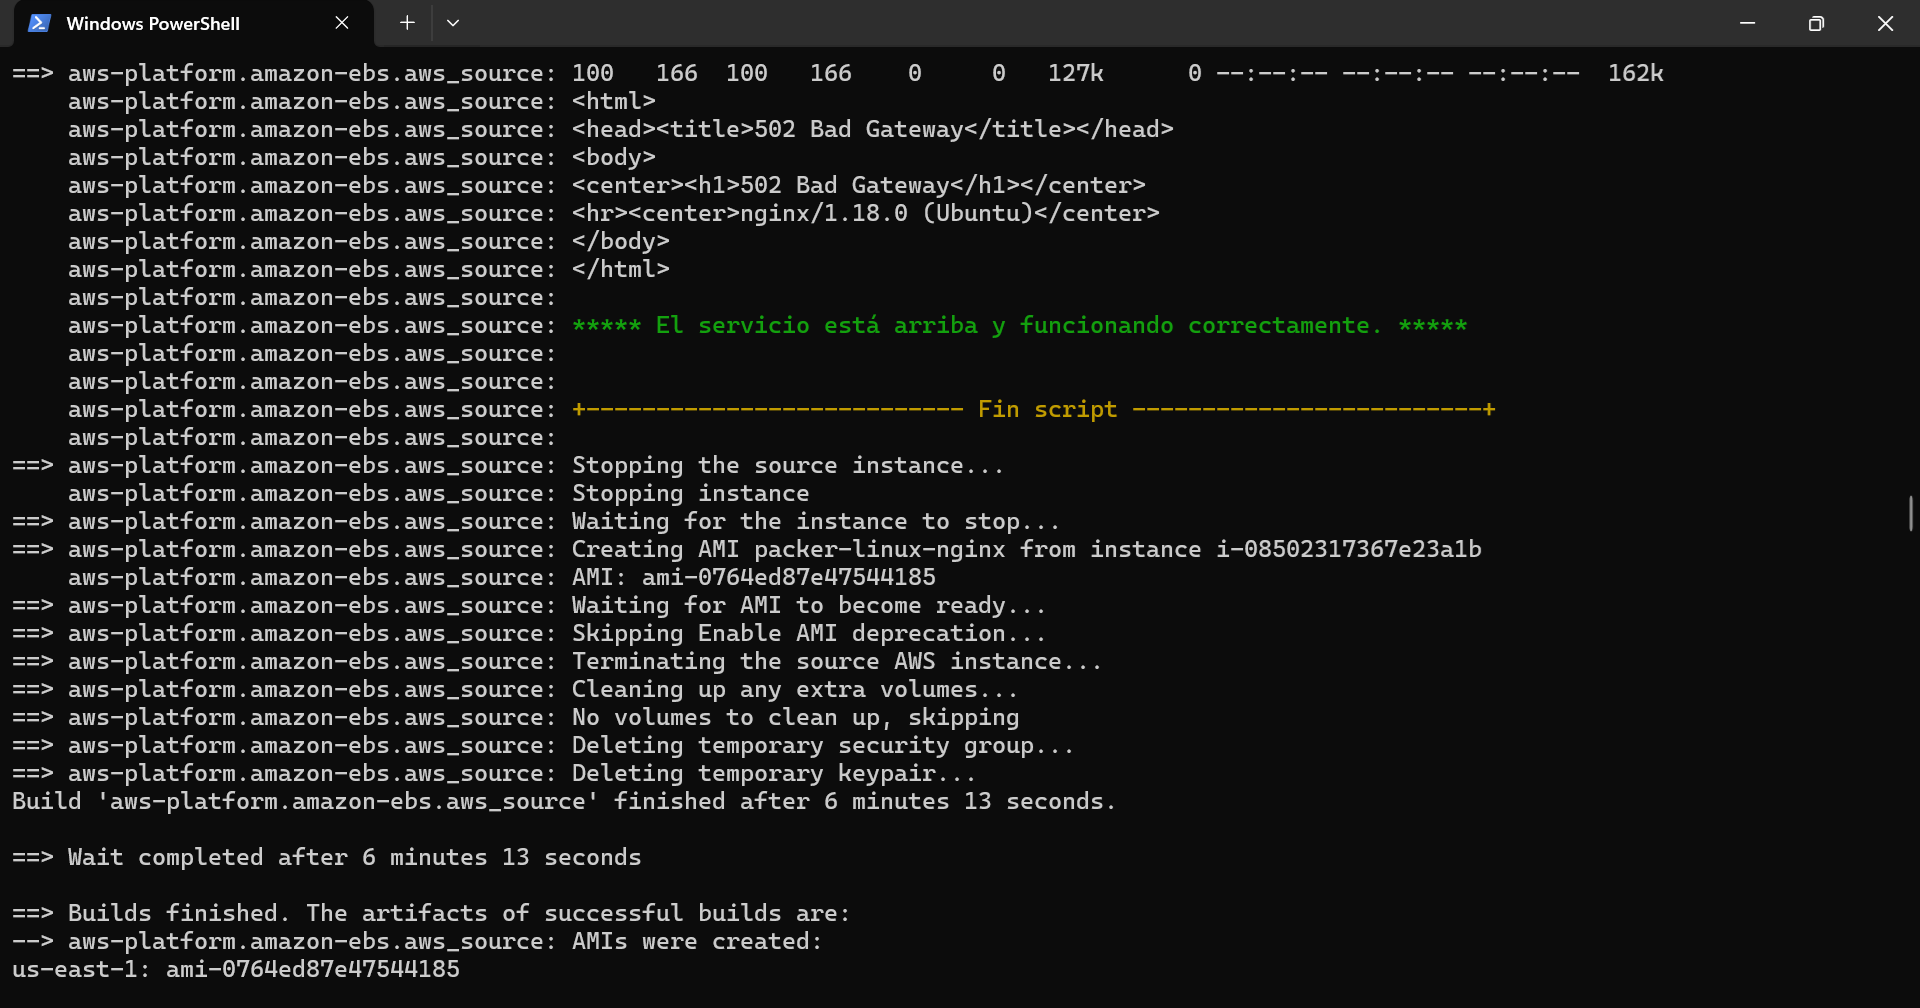 Windows PowerShell
==> aws-platform.amazon-ebs.aws_source: 100   166  100   166    0     0   127k      0 --:--:-- --:--:-- --:--:--  162k
    aws-platform.amazon-ebs.aws_source: <html>
    aws-platform.amazon-ebs.aws_source: <head><title>502 Bad Gateway</title></head>
    aws-platform.amazon-ebs.aws_source: <body>
    aws-platform.amazon-ebs.aws_source: <center><h1>502 Bad Gateway</h1></center>
    aws-platform.amazon-ebs.aws_source: <hr><center>nginx/1.18.0 (Ubuntu)</center>
    aws-platform.amazon-ebs.aws_source: </body>
    aws-platform.amazon-ebs.aws_source: </html>
    aws-platform.amazon-ebs.aws_source:
    aws-platform.amazon-ebs.aws_source: ***** El servicio está arriba y funcionando correctamente. *****
    aws-platform.amazon-ebs.aws_source:
    aws-platform.amazon-ebs.aws_source:
    aws-platform.amazon-ebs.aws_source: +--------------------------- Fin script -------------------------+
    aws-platform.amazon-ebs.aws_source:
==> aws-platform.amazon-ebs.aws_source: Stopping the source instance...
    aws-platform.amazon-ebs.aws_source: Stopping instance
==> aws-platform.amazon-ebs.aws_source: Waiting for the instance to stop...
==> aws-platform.amazon-ebs.aws_source: Creating AMI packer-linux-nginx from instance i-08502317367e23a1b
    aws-platform.amazon-ebs.aws_source: AMI: ami-0764ed87e47544185
==> aws-platform.amazon-ebs.aws_source: Waiting for AMI to become ready...
==> aws-platform.amazon-ebs.aws_source: Skipping Enable AMI deprecation...
==> aws-platform.amazon-ebs.aws_source: Terminating the source AWS instance...
==> aws-platform.amazon-ebs.aws_source: Cleaning up any extra volumes...
==> aws-platform.amazon-ebs.aws_source: No volumes to clean up, skipping
==> aws-platform.amazon-ebs.aws_source: Deleting temporary security group...
==> aws-platform.amazon-ebs.aws_source: Deleting temporary keypair...
Build 'aws-platform.amazon-ebs.aws_source' finished after 6 minutes 13 seconds.
==> Wait completed after 6 minutes 13 seconds
==> Builds finished. The artifacts of successful builds are:
--> aws-platform.amazon-ebs.aws_source: AMIs were created:
us-east-1: ami-0764ed87e47544185